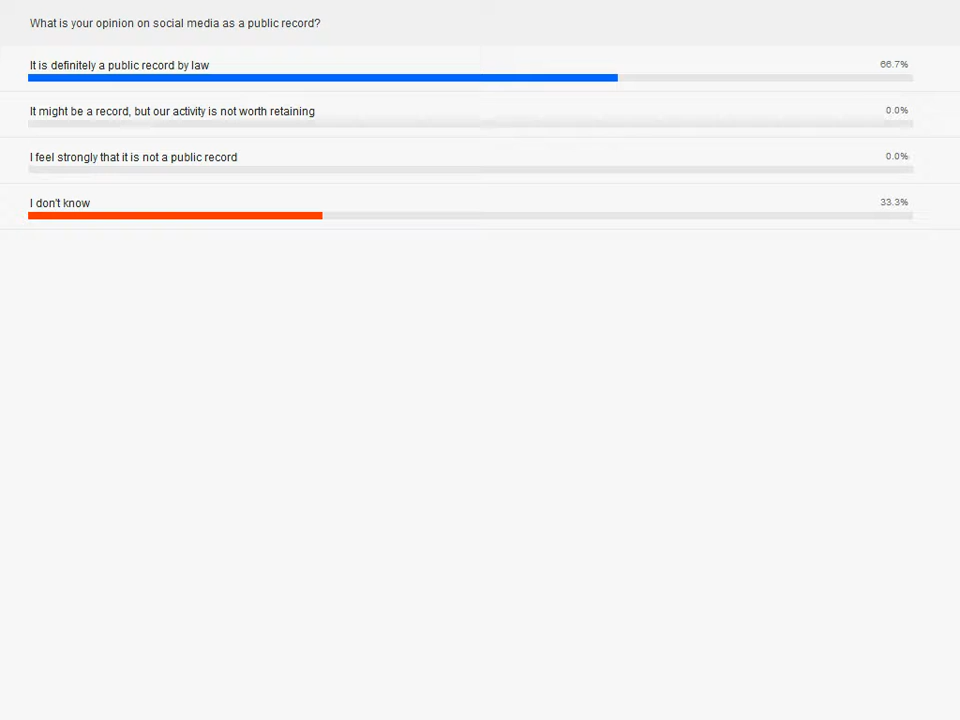 What is your opinion on social media as a public record?
It is definitely a public record by law
66.7%
It might be a record, but our activity is not worth retaining
0.0%
I feel strongly that it is not a public record
0.0%
I don't know
33.3%